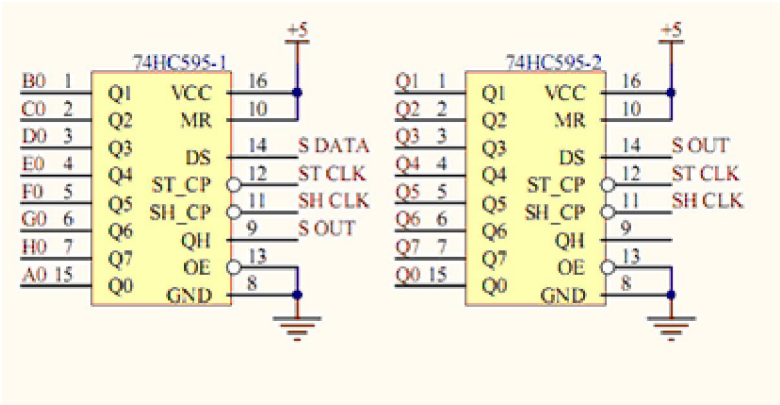 +5 +5
74HC595-1 74HC595-2
B0 1 Q1 VCC 16 Q1 1 Q1 VCC 16
C0 2 Q2 MR 10 Q2 2 Q2 MR 10
D0 3 Q3 DS 14 S DATA Q3 3 Q3 DS 14 S OUT
E0 4 Q4 ST_CP 12 ST CLK Q4 4 Q4 ST_CP 12 ST CLK
F0 5 Q5 SH_CP 11 SH CLK Q5 5 Q5 SH_CP 11 SH CLK
G0 6 Q6 QH 9 S OUT Q6 6 Q6 QH 9
H0 7 Q7 OE 13 Q7 7 Q7 OE 13
A0 15 Q0 GND 8 Q0 15 Q0 GND 8